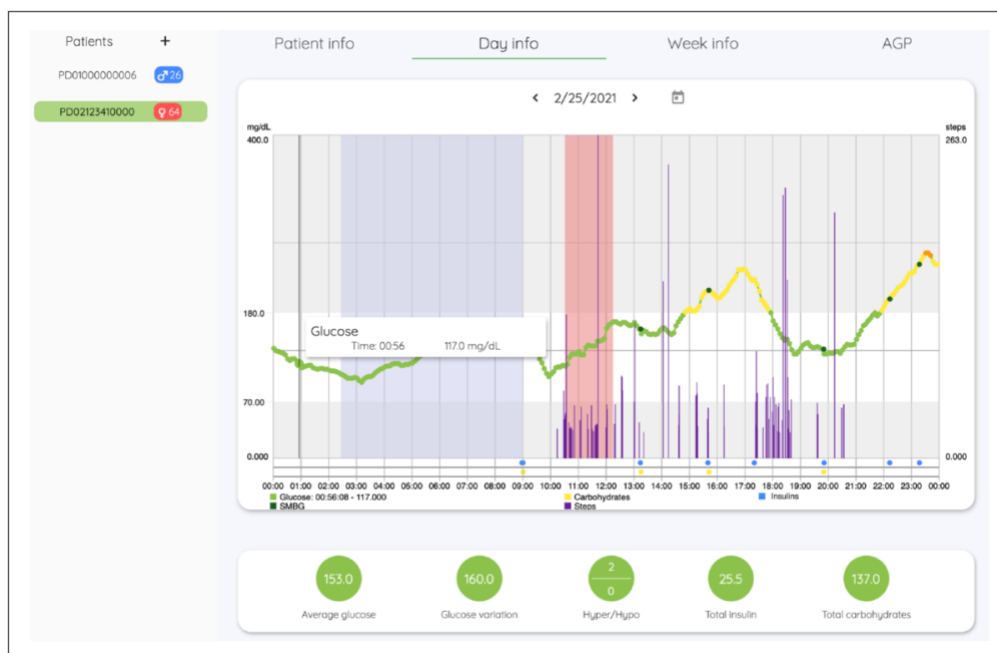 Patients +
PD01000000006 ♂26
PD02123410000 ♀64
Patient info Day info Week info AGP
< 2/25/2021 >
mg/dL steps
400.0 263.0
180.0
70.00
0.000 0.000
Glucose
Time: 00:56 117.0 mg/dL
00:00 01:00 02:00 03:00 04:00 05:00 06:00 07:00 08:00 09:00 10:00 11:00 12:00 13:00 14:00 15:00 16:00 17:00 18:00 19:00 20:00 21:00 22:00 23:00 00:00
Glucose: 00:56:08 - 117.000 Carbohydrates Insulins
SMBG Steps
153.0 160.0 2 25.5 137.0
0
Average glucose Glucose variation Hyper/Hypo Total insulin Total carbohydrates